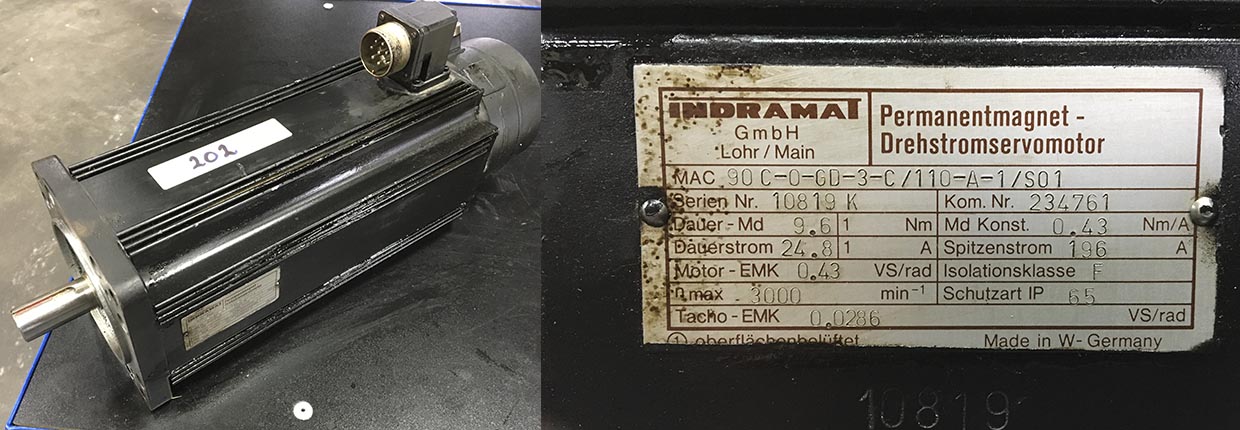 202
INDRAMAT
GmbH
Lohr / Main
Permanentmagnet -
Drehstromservomotor
MAC 90 C-0-GD-3-C/110-A-1/S01
Serien Nr. 10819 K Kom. Nr. 234761
Dauer - Md 9.6 1 Nm Md Konst. 0.43 Nm/A
Dauerstrom 24.8 1 A Spitzenstrom 196 A
Motor - EMK 0.43 VS/rad Isolationsklasse F
n max 3000 min⁻¹ Schutzart IP 65
Tacho - EMK 0.0286 VS/rad
① oberflächenbelüftet Made in W- Germany
10819